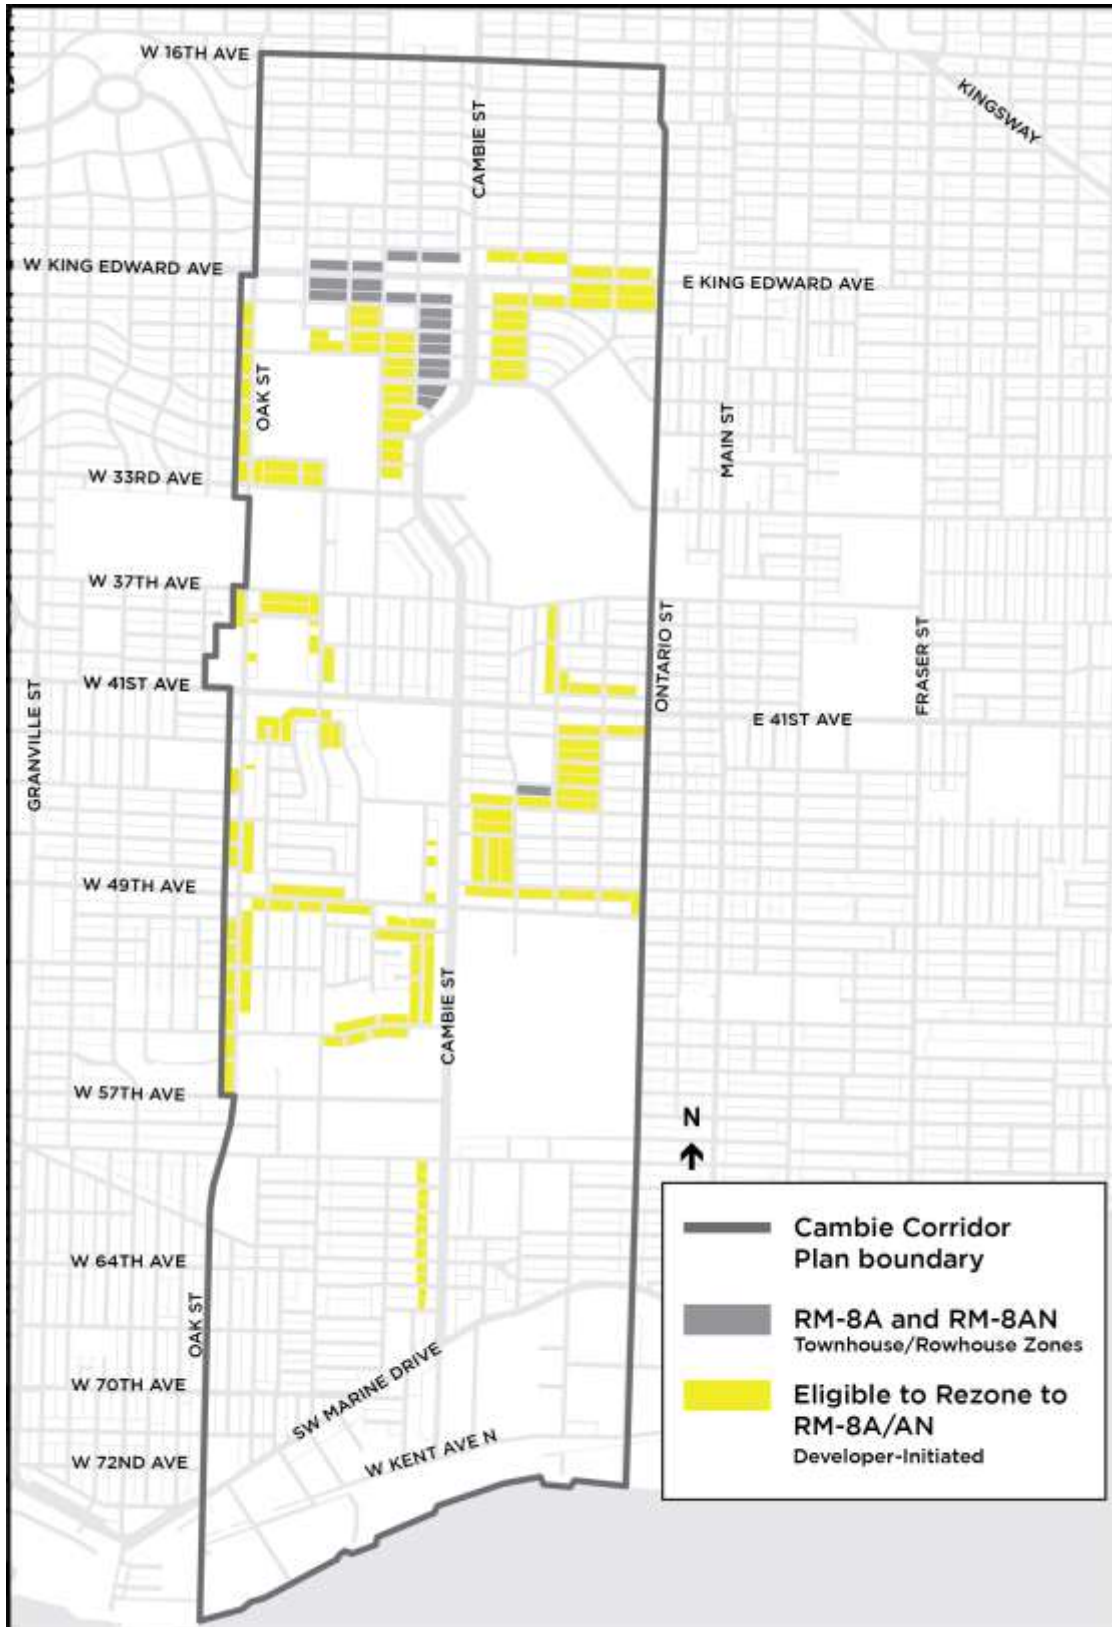 W 16TH AVE
KINGSWAY
CAMBIE ST
W KING EDWARD AVE
E KING EDWARD AVE
OAK ST
MAIN ST
W 33RD AVE
W 37TH AVE
ONTARIO ST
FRASER ST
W 41ST AVE
GRANVILLE ST
E 41ST AVE
W 49TH AVE
CAMBIE ST
W 57TH AVE
N
W 64TH AVE
OAK ST
W 70TH AVE
SW MARINE DRIVE
W 72ND AVE
W KENT AVE N
Cambie Corridor
Plan boundary
RM-8A and RM-8AN
Townhouse/Rowhouse Zones
Eligible to Rezone to
RM-8A/AN
Developer-Initiated